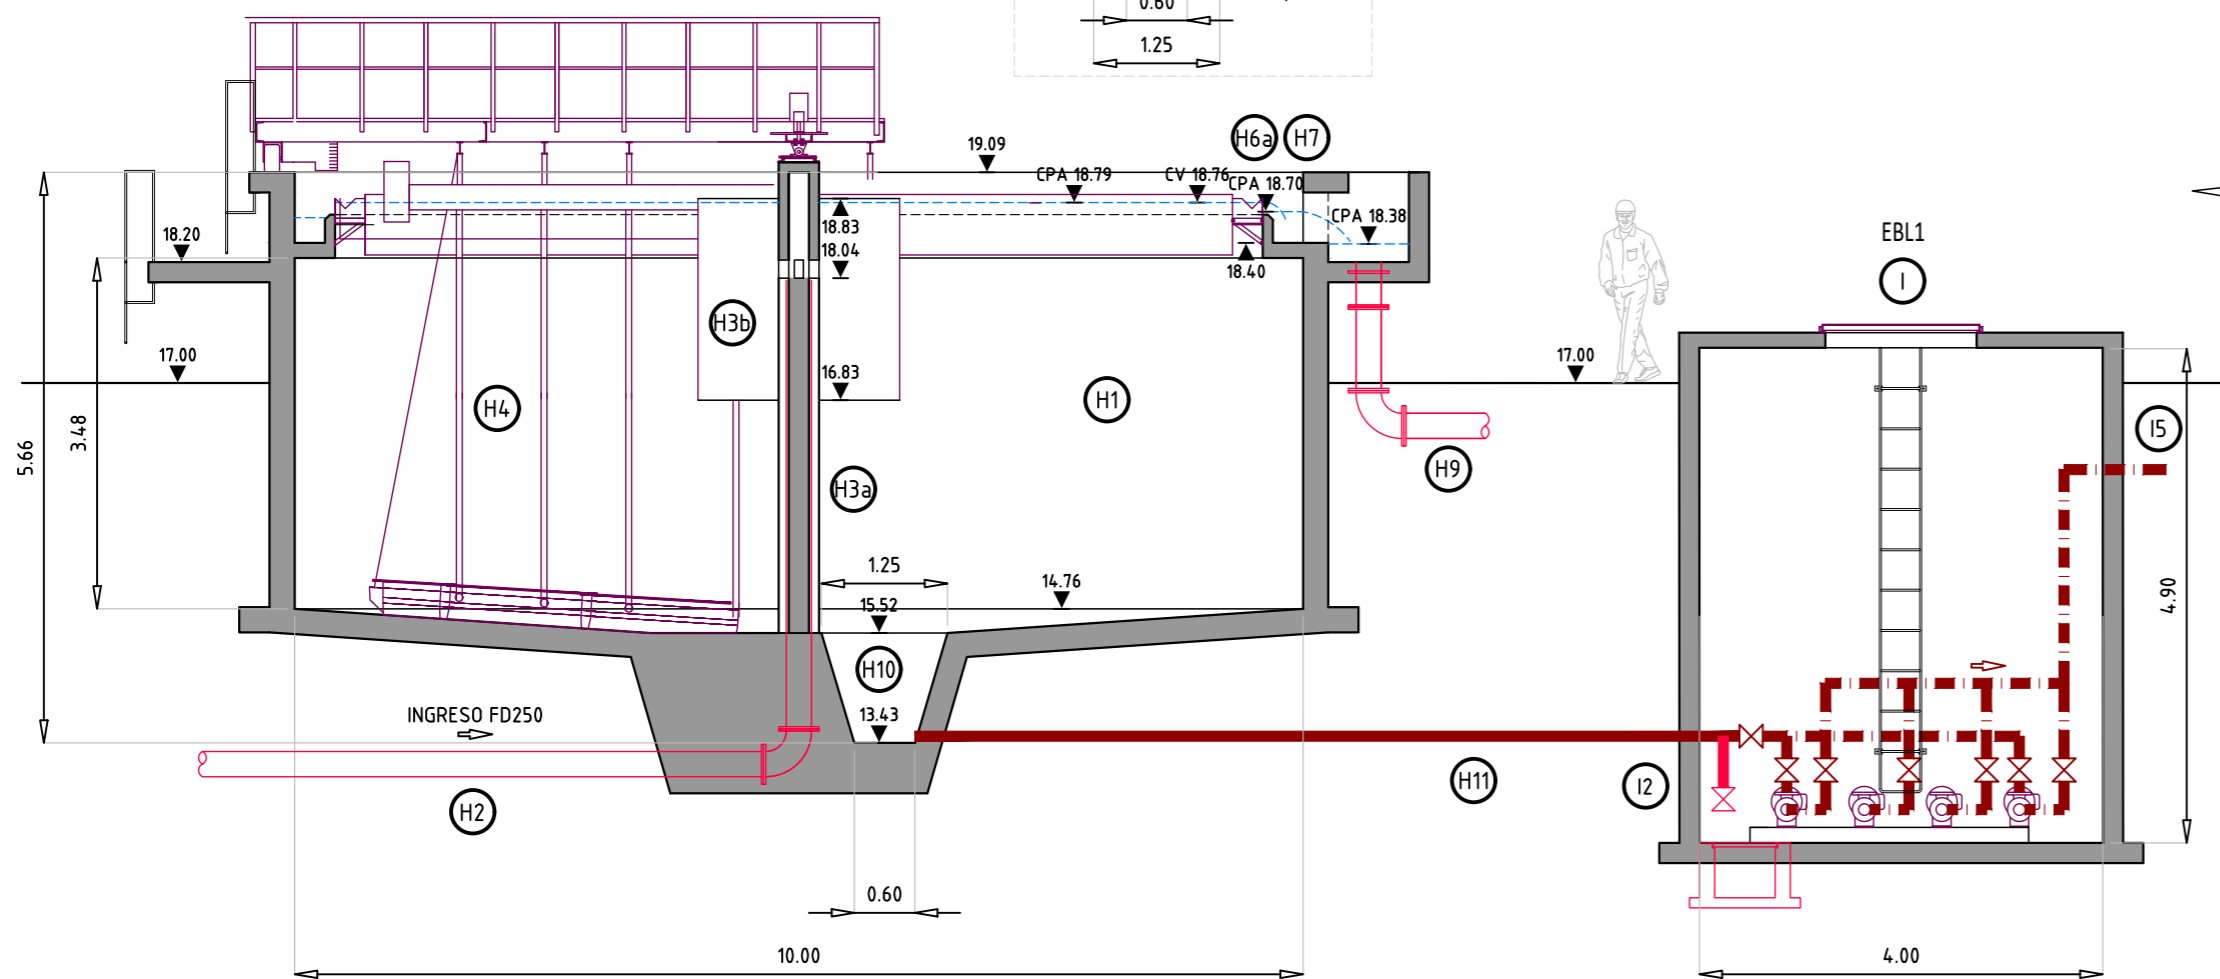 0.60
1.25
H6a H7
19.09
CPA 18.79
CV 18.76
CPA 18.70
CPA 18.38
18.83
18.04
18.40
18.20
EBL1
I
H3b
17.00
17.00
16.83
H4
H1
I5
5.66
3.48
H9
H3a
1.25
14.76
15.52
4.90
H10
INGRESO FD250
13.43
H2
H11
I2
0.60
10.00
4.00